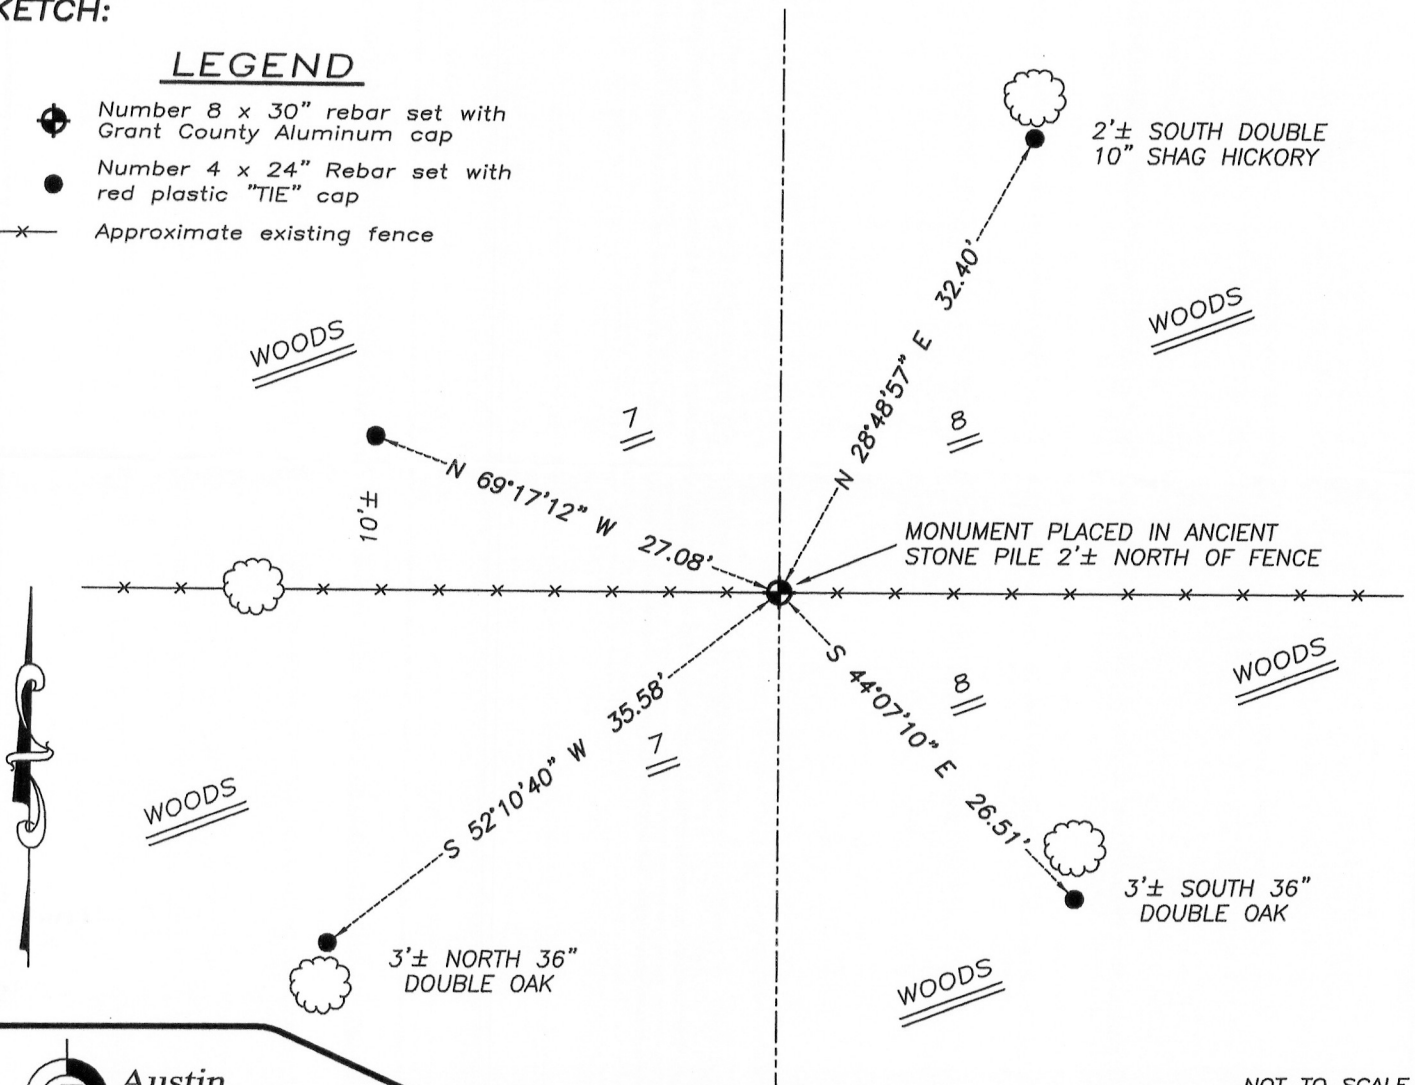 KETCH:
LEGEND
Number 8 x 30" rebar set with
Grant County Aluminum cap
Number 4 x 24" Rebar set with
red plastic "TIE" cap
Approximate existing fence
2'± SOUTH DOUBLE
10" SHAG HICKORY
N 28°48'57" E 32.40'
WOODS
WOODS
7
8
N 69°17'12" W 27.08'
10'±
MONUMENT PLACED IN ANCIENT
STONE PILE 2'± NORTH OF FENCE
WOODS
S 44°07'10" E 26.51'
8
S 52°10'40" W 35.58'
7
WOODS
3'± SOUTH 36"
DOUBLE OAK
3'± NORTH 36"
DOUBLE OAK
WOODS
Austin
NOT TO SCALE